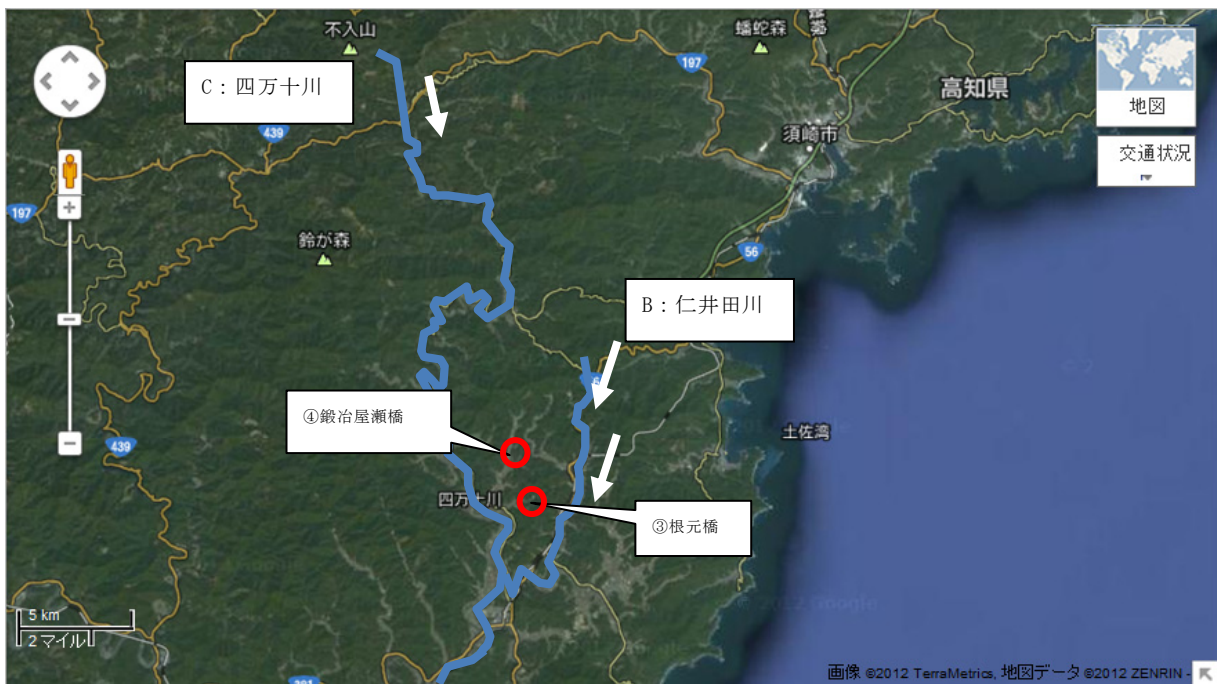 不入山
蟠蛇森
197
高知県
C:四万十川
地図
439
須崎市
交通状況
197
鈴が森
56
B:仁井田川
④鍛冶屋瀬橋
土佐湾
439
四万十川
③根元橋
5 km
2 マイル
画像 ©2012 TerraMetrics, 地図データ ©2012 ZENRIN -